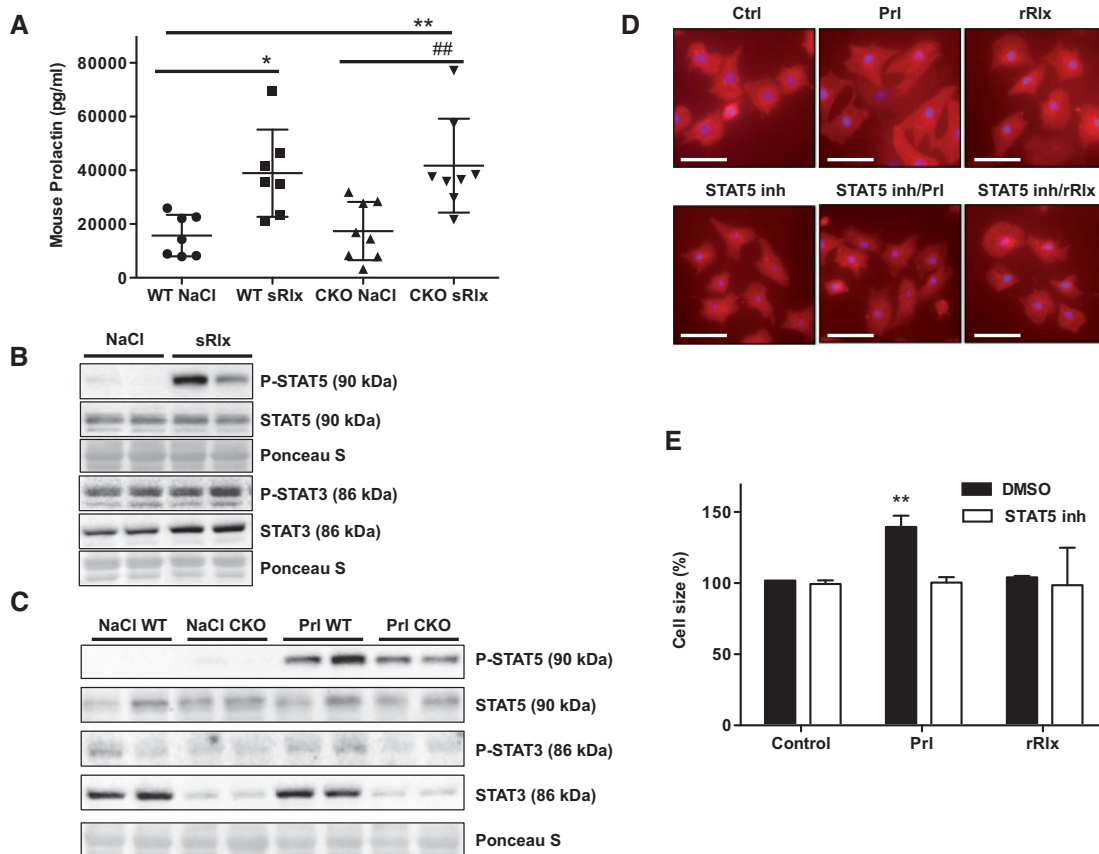 A
Mouse Prolactin (pg/ml)
80000
60000
40000
20000
0
**
*
##
WT NaCl WT sRlx CKO NaCl CKO sRlx
B
NaCl sRlx
P-STAT5 (90 kDa)
STAT5 (90 kDa)
Ponceau S
P-STAT3 (86 kDa)
STAT3 (86 kDa)
Ponceau S
C
NaCl WT NaCl CKO Prl WT Prl CKO
P-STAT5 (90 kDa)
STAT5 (90 kDa)
P-STAT3 (86 kDa)
STAT3 (86 kDa)
Ponceau S
D
Ctrl Prl rRlx
STAT5 inh STAT5 inh/Prl STAT5 inh/rRlx
E
Cell size (%)
150
100
50
0
**
DMSO
STAT5 inh
Control Prl rRlx